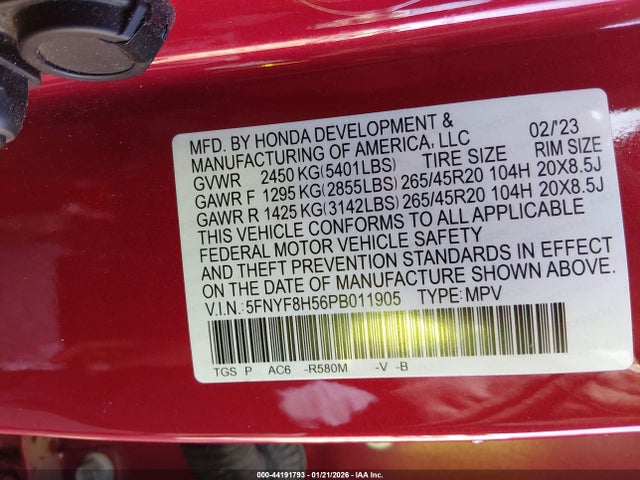 MFD. BY HONDA DEVELOPMENT & 02/'23
MANUFACTURING OF AMERICA, LLC
GVWR 2450 KG(5401LBS) TIRE SIZE RIM SIZE
GAWR F 1295 KG(2855LBS) 265/45R20 104H 20X8.5J
GAWR R 1425 KG(3142LBS) 265/45R20 104H 20X8.5J
THIS VEHICLE CONFORMS TO ALL APPLICABLE
FEDERAL MOTOR VEHICLE SAFETY
AND THEFT PREVENTION STANDARDS IN EFFECT
ON THE DATE OF MANUFACTURE SHOWN ABOVE.
V.I.N.:5FNYF8H56PB011905 TYPE:MPV
TGS P AC6 -R580M -V -B
000-44191793 - 01/21/2026 - IAA Inc.